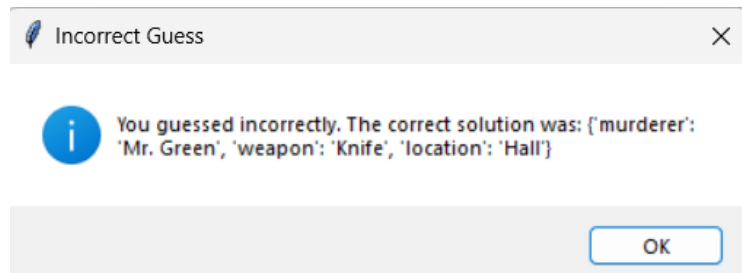 Incorrect Guess
You guessed incorrectly. The correct solution was: {'murderer':
'Mr. Green', 'weapon': 'Knife', 'location': 'Hall'}
OK